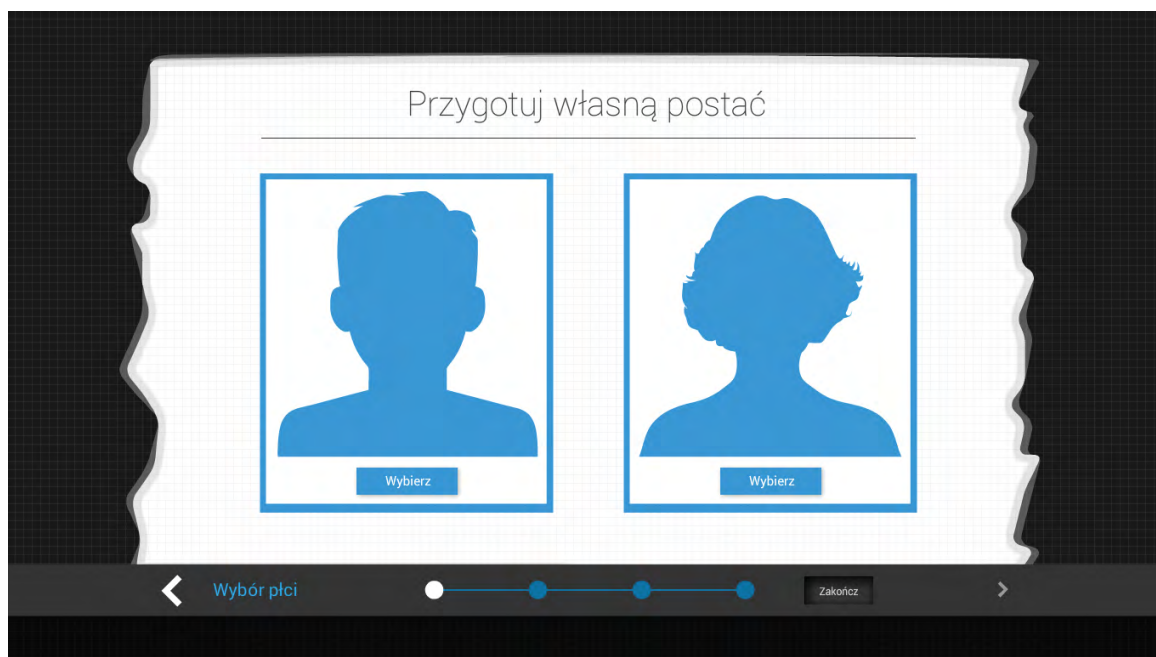 Przygotuj własną postać
Wybierz
Wybierz
Wybór płci
Zakończ